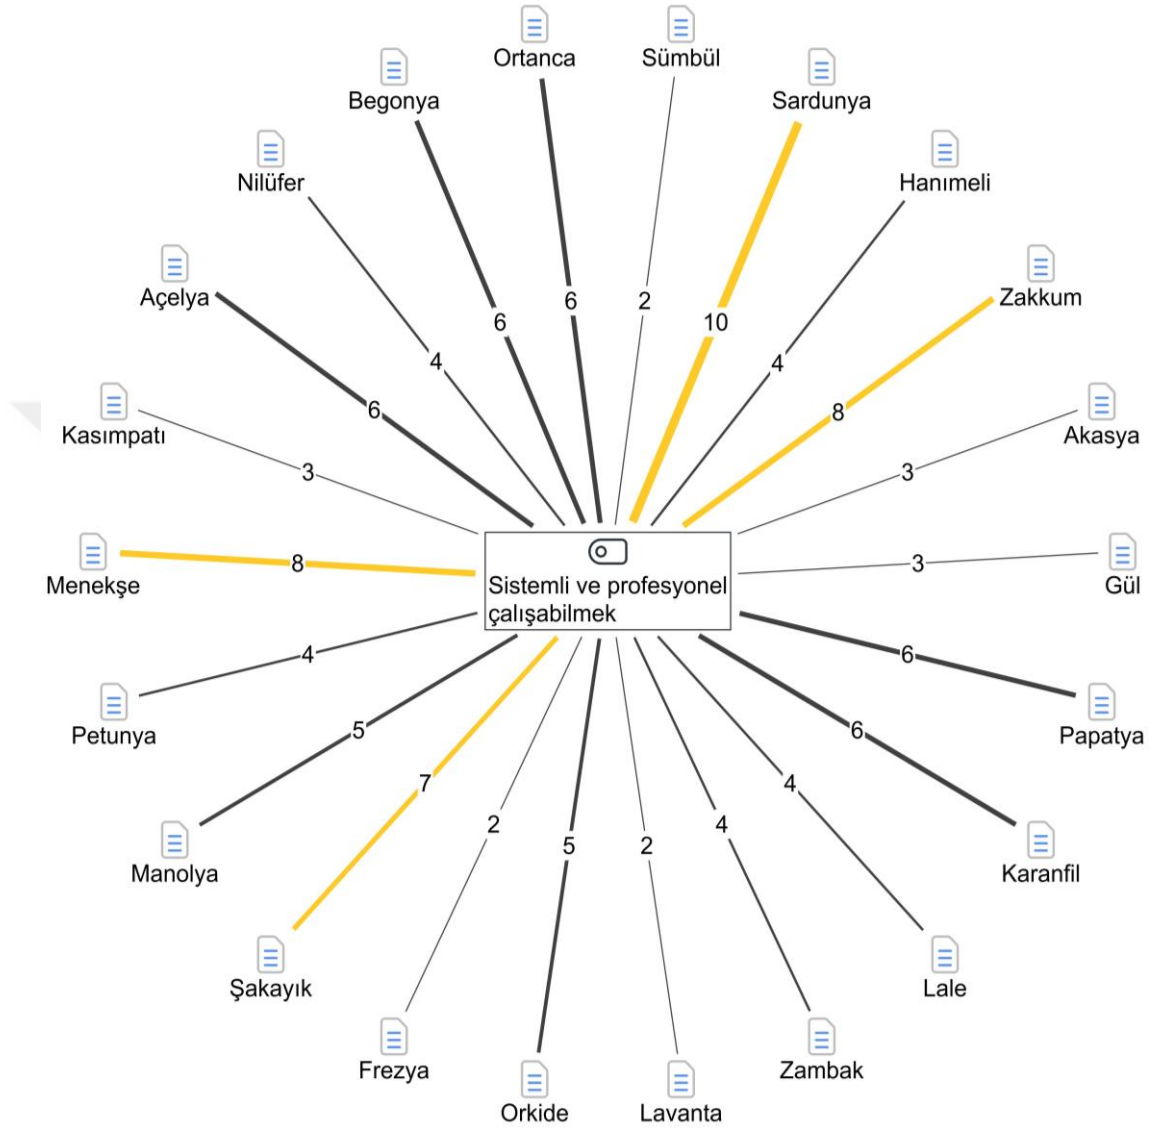 Ortanca
Sümbül
Begonya
Sardunya
Nilüfer
Hanımeli
Açelya
Zakkum
Kasımpatı
Akasya
Menekşe
Gül
Petunya
Papatya
Manolya
Karanfil
Şakayık
Lale
Frezya
Zambak
Orkide
Lavanta
6
2
6
10
4
4
6
8
3
3
8
3
Sistemli ve profesyonel
çalışabilmek
4
6
5
6
7
4
2
4
5
2